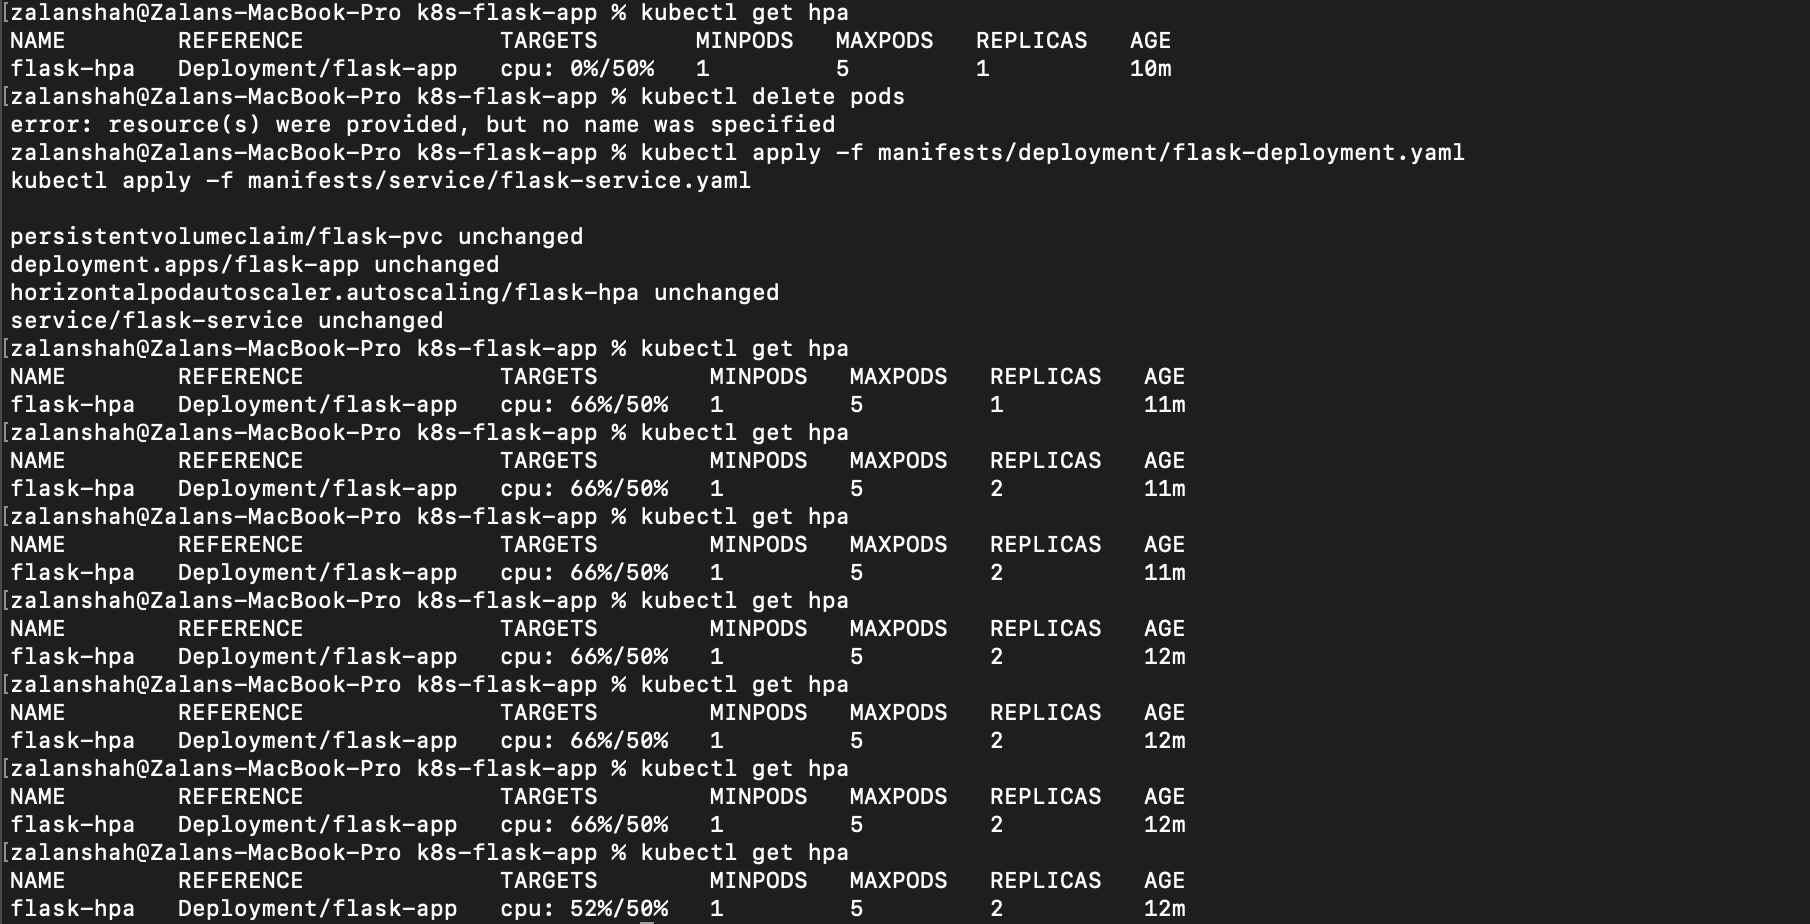 [zalanshah@Zalans-MacBook-Pro k8s-flask-app % kubectl get hpa
NAME        REFERENCE              TARGETS       MINPODS   MAXPODS   REPLICAS   AGE
flask-hpa   Deployment/flask-app   cpu: 0%/50%   1         5         1          10m
[zalanshah@Zalans-MacBook-Pro k8s-flask-app % kubectl delete pods
error: resource(s) were provided, but no name was specified
zalanshah@Zalans-MacBook-Pro k8s-flask-app % kubectl apply -f manifests/deployment/flask-deployment.yaml
kubectl apply -f manifests/service/flask-service.yaml

persistentvolumeclaim/flask-pvc unchanged
deployment.apps/flask-app unchanged
horizontalpodautoscaler.autoscaling/flask-hpa unchanged
service/flask-service unchanged
[zalanshah@Zalans-MacBook-Pro k8s-flask-app % kubectl get hpa
NAME        REFERENCE              TARGETS        MINPODS   MAXPODS   REPLICAS   AGE
flask-hpa   Deployment/flask-app   cpu: 66%/50%   1         5         1          11m
[zalanshah@Zalans-MacBook-Pro k8s-flask-app % kubectl get hpa
NAME        REFERENCE              TARGETS        MINPODS   MAXPODS   REPLICAS   AGE
flask-hpa   Deployment/flask-app   cpu: 66%/50%   1         5         2          11m
[zalanshah@Zalans-MacBook-Pro k8s-flask-app % kubectl get hpa
NAME        REFERENCE              TARGETS        MINPODS   MAXPODS   REPLICAS   AGE
flask-hpa   Deployment/flask-app   cpu: 66%/50%   1         5         2          11m
[zalanshah@Zalans-MacBook-Pro k8s-flask-app % kubectl get hpa
NAME        REFERENCE              TARGETS        MINPODS   MAXPODS   REPLICAS   AGE
flask-hpa   Deployment/flask-app   cpu: 66%/50%   1         5         2          12m
[zalanshah@Zalans-MacBook-Pro k8s-flask-app % kubectl get hpa
NAME        REFERENCE              TARGETS        MINPODS   MAXPODS   REPLICAS   AGE
flask-hpa   Deployment/flask-app   cpu: 66%/50%   1         5         2          12m
[zalanshah@Zalans-MacBook-Pro k8s-flask-app % kubectl get hpa
NAME        REFERENCE              TARGETS        MINPODS   MAXPODS   REPLICAS   AGE
flask-hpa   Deployment/flask-app   cpu: 66%/50%   1         5         2          12m
[zalanshah@Zalans-MacBook-Pro k8s-flask-app % kubectl get hpa
NAME        REFERENCE              TARGETS        MINPODS   MAXPODS   REPLICAS   AGE
flask-hpa   Deployment/flask-app   cpu: 52%/50%   1         5         2          12m